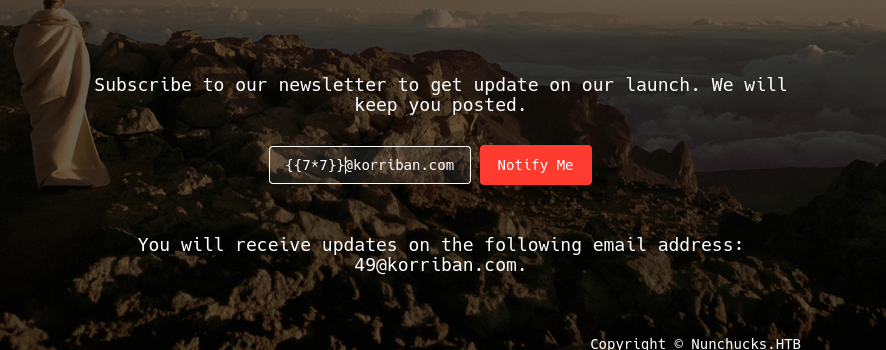 Subscribe to our newsletter to get update on our launch. We will
keep you posted.
{{7*7}}@korriban.com
Notify Me
You will receive updates on the following email address:
49@korriban.com.
Copyright © Nunchucks.HTB